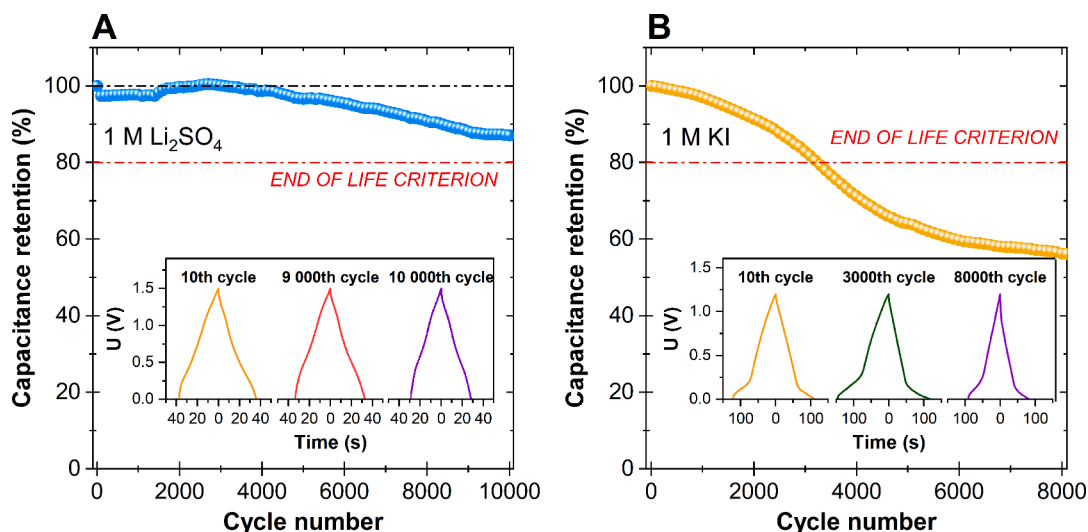 A
Capacitance retention (%)
100
80
60
40
20
0
1 M Li₂SO₄
END OF LIFE CRITERION
10th cycle
9 000th cycle
10 000th cycle
U (V)
1.5
1.0
0.5
0.0
40 20 0 20 40
20 0 20 40
20 0 20 40
Time (s)
0 2000 4000 6000 8000 10000
Cycle number
B
Capacitance retention (%)
100
80
60
40
20
0
1 M KI
END OF LIFE CRITERION
10th cycle
3000th cycle
8000th cycle
U (V)
1.5
1.0
0.5
0.0
100 0 100
100 0 100
100 0 100
Time (s)
0 2000 4000 6000 8000
Cycle number